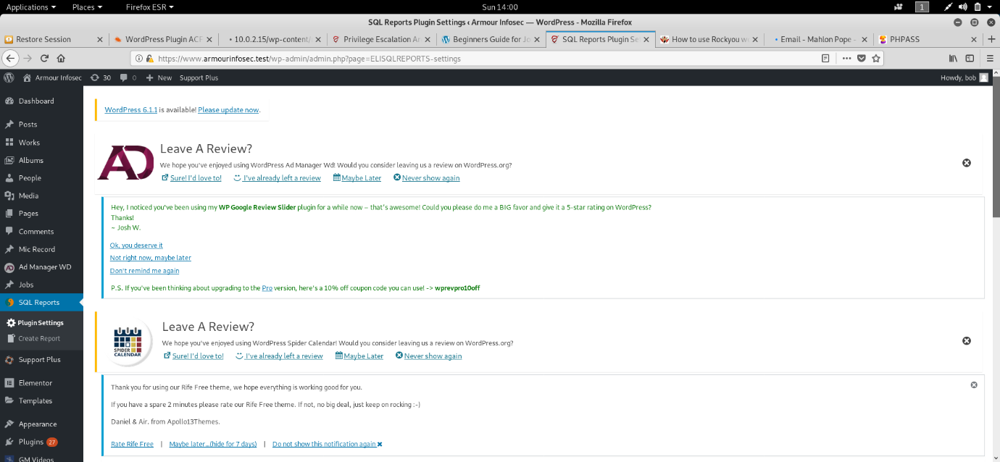 Applications Places Firefox ESR Sun 14:00 1
SQL Reports Plugin Settings ‹ Armour Infosec — WordPress - Mozilla Firefox
Restore Session WordPress Plugin ACF 10.0.2.15/wp-content/ Privilege Escalation An Beginners Guide for Jo SQL Reports Plugin Se How to use Rockyou w Email - Mahlon Pope - PHPASS
https://www.armourinfosec.test/wp-admin/admin.php?page=ELISQLREPORTS-settings
Armour Infosec 30 0 New Support Plus Howdy, bob
Dashboard
Posts
Works
Albums
People
Media
Pages
Comments
Mic Record
Ad Manager WD
Jobs
SQL Reports
Plugin Settings
Create Report
Support Plus
Elementor
Templates
Appearance
Plugins 27
GM Videos
WordPress 6.1.1 is available! Please update now.
AD
Leave A Review?
We hope you've enjoyed using WordPress Ad Manager Wd! Would you consider leaving us a review on WordPress.org?
Sure! I'd love to! I've already left a review Maybe Later Never show again
Hey, I noticed you've been using my WP Google Review Slider plugin for a while now – that's awesome! Could you please do me a BIG favor and give it a 5-star rating on WordPress?
Thanks!
~ Josh W.
Ok, you deserve it
Not right now, maybe later
Don't remind me again
P.S. If you've been thinking about upgrading to the Pro version, here's a 10% off coupon code you can use! -> wprevpro10off
SPIDER
CALENDAR
Leave A Review?
We hope you've enjoyed using WordPress Spider Calendar! Would you consider leaving us a review on WordPress.org?
Sure! I'd love to! I've already left a review Maybe Later Never show again
Thank you for using our Rife Free theme, we hope everything is working good for you.
If you have a spare 2 minutes please rate our Rife Free theme. If not, no big deal, just keep on rocking :-)
Daniel & Air. from Apollo13Themes.
Rate Rife Free | Maybe later...(hide for 7 days) | Do not show this notification again